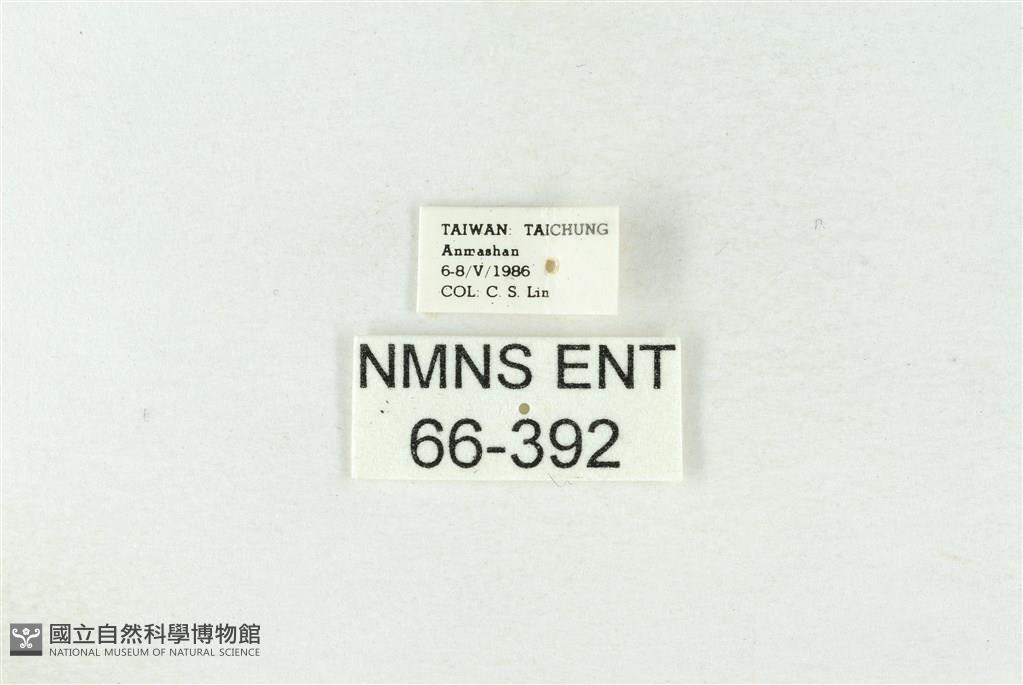 TAIWAN: TAICHUNG
Anmashan
6-8/V/1986
COL: C. S. Lin
NMNS ENT
66-392
國立自然科學博物館
NATIONAL MUSEUM OF NATURAL SCIENCE